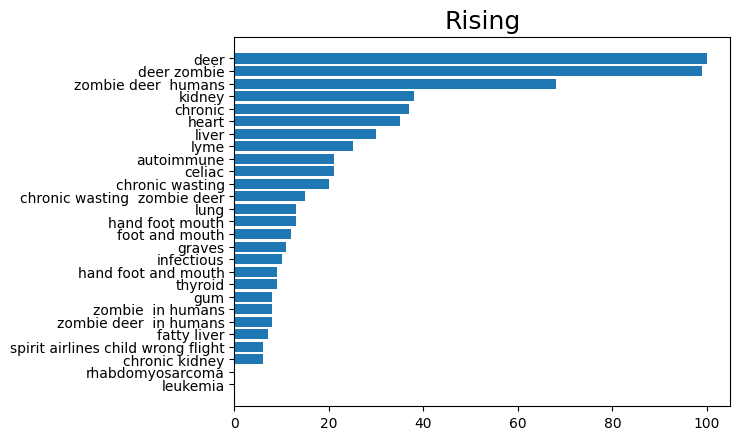 Rising
deer
deer zombie
zombie deer  humans
kidney
chronic
heart
liver
lyme
autoimmune
celiac
chronic wasting
chronic wasting  zombie deer
lung
hand foot mouth
foot and mouth
graves
infectious
hand foot and mouth
thyroid
gum
zombie  in humans
zombie deer  in humans
fatty liver
spirit airlines child wrong flight
chronic kidney
rhabdomyosarcoma
leukemia
0 20 40 60 80 100